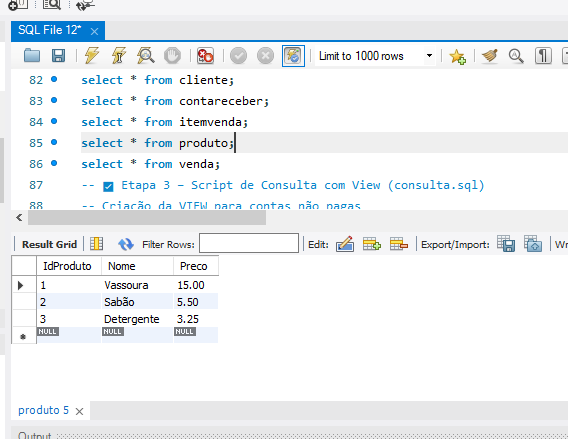 SQL File 12*
Limit to 1000 rows
82 select * from cliente;
83 select * from contareceber;
84 select * from itemvenda;
85 select * from produto;
86 select * from venda;
87 -- ✅ Etapa 3 – Script de Consulta com View (consulta.sql)
88 -- Criação da VIEW para contas não pagas
Result Grid Filter Rows: Edit: Export/Import:
IdProduto Nome Preco
1 Vassoura 15.00
2 Sabão 5.50
3 Detergente 3.25
NULL NULL NULL
produto 5
Output